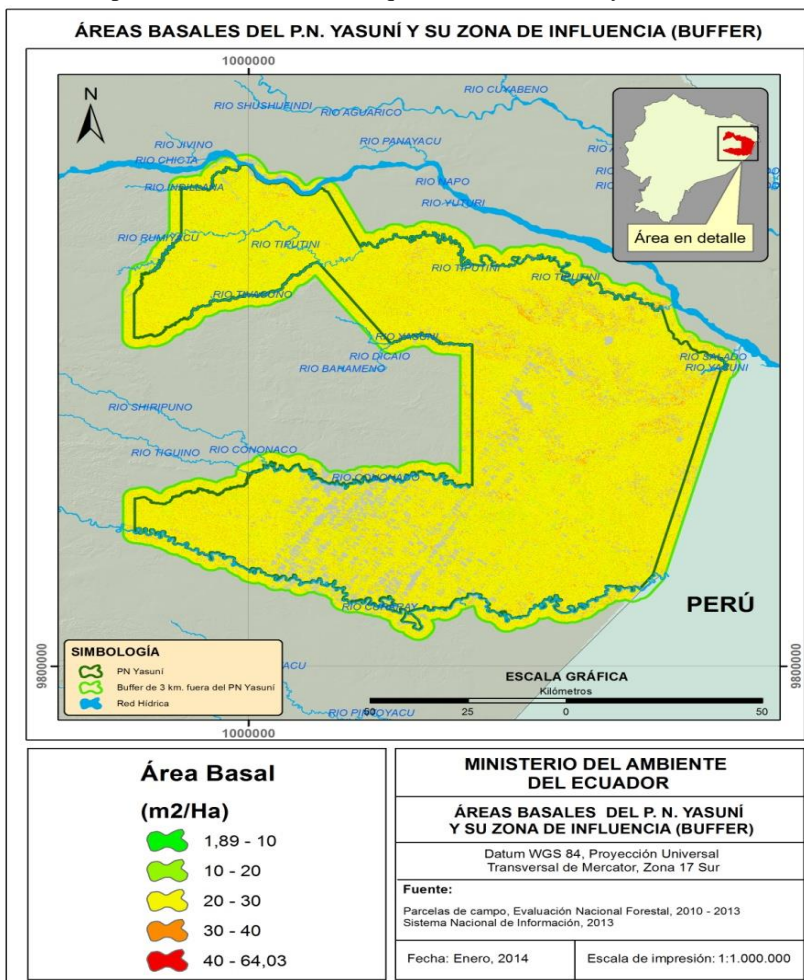 ÁREAS BASALES DEL P.N. YASUNÍ Y SU ZONA DE INFLUENCIA (BUFFER)
1000000
N
RIO CUYABENO
RIO SHUSHUFINDI
RIO AGUARICO
RIO JIVINO
RIO PANAYACU
RIO CHICTA
RIO NAPO
RIO INDILLANA
RIO YUTURI
RIO RUMIYACU
RIO TIPUTINI
RIO TIPUTINI
RIO TIPUTINI
Área en detalle
RIO TIVACUNO
RIO YASUNI
RIO DICAIO
RIO SALADO
RIO BAHAMENO
RIO YASUNI
RIO SHIRIPUNO
RIO TIGUINO
RIO CONONACO
RIO CONONACO
RIO CURARAY
PERÚ
SIMBOLOGÍA
PN Yasuní
Buffer de 3 km. fuera del PN Yasuní
Red Hídrica
ESCALA GRÁFICA
Kilómetros
25
0
50
9800000
9800000
1000000
Área Basal
(m2/Ha)
1,89 - 10
10 - 20
20 - 30
30 - 40
40 - 64,03
MINISTERIO DEL AMBIENTE
DEL ECUADOR
ÁREAS BASALES DEL P. N. YASUNÍ
Y SU ZONA DE INFLUENCIA (BUFFER)
Datum WGS 84, Proyección Universal
Transversal de Mercator, Zona 17 Sur
Fuente:
Parcelas de campo, Evaluación Nacional Forestal, 2010 - 2013
Sistema Nacional de Información, 2013
Fecha: Enero, 2014
Escala de impresión: 1:1.000.000